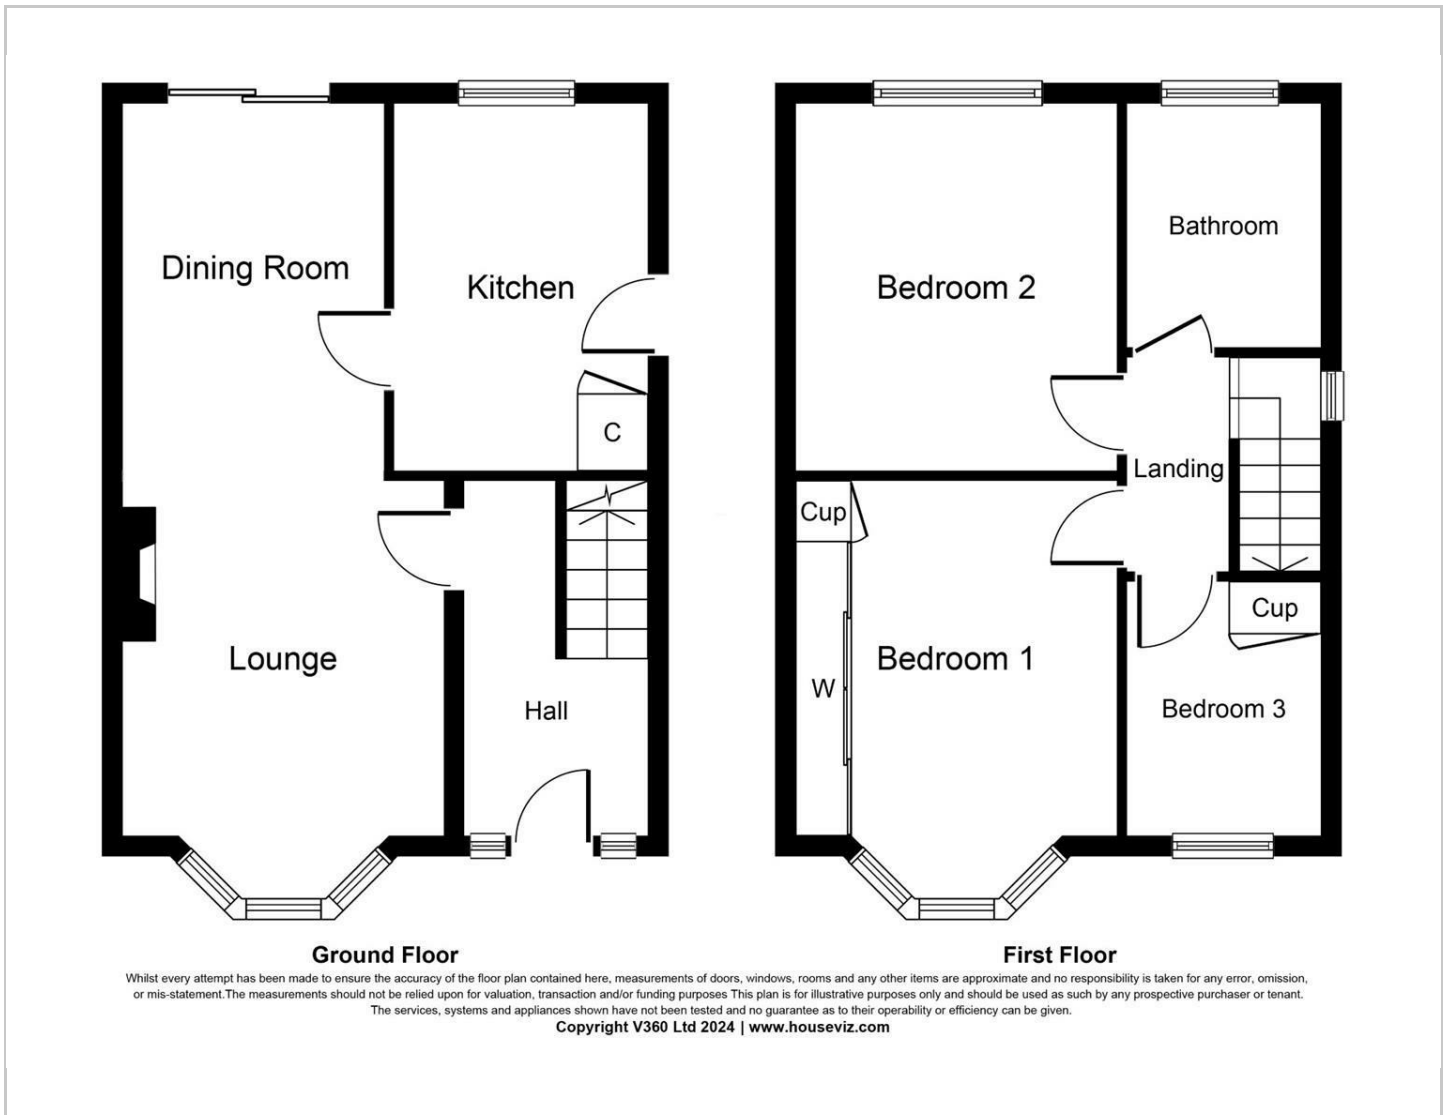 Dining Room
Kitchen
C
Lounge
Hall
Ground Floor
Bedroom 2
Bathroom
Landing
Cup
W
Bedroom 1
Cup
Bedroom 3
First Floor
Whilst every attempt has been made to ensure the accuracy of the floor plan contained here, measurements of doors, windows, rooms and any other items are approximate and no responsibility is taken for any error, omission,
or mis-statement.The measurements should not be relied upon for valuation, transaction and/or funding purposes This plan is for illustrative purposes only and should be used as such by any prospective purchaser or tenant.
The services, systems and appliances shown have not been tested and no guarantee as to their operability or efficiency can be given.
Copyright V360 Ltd 2024 | www.houseviz.com